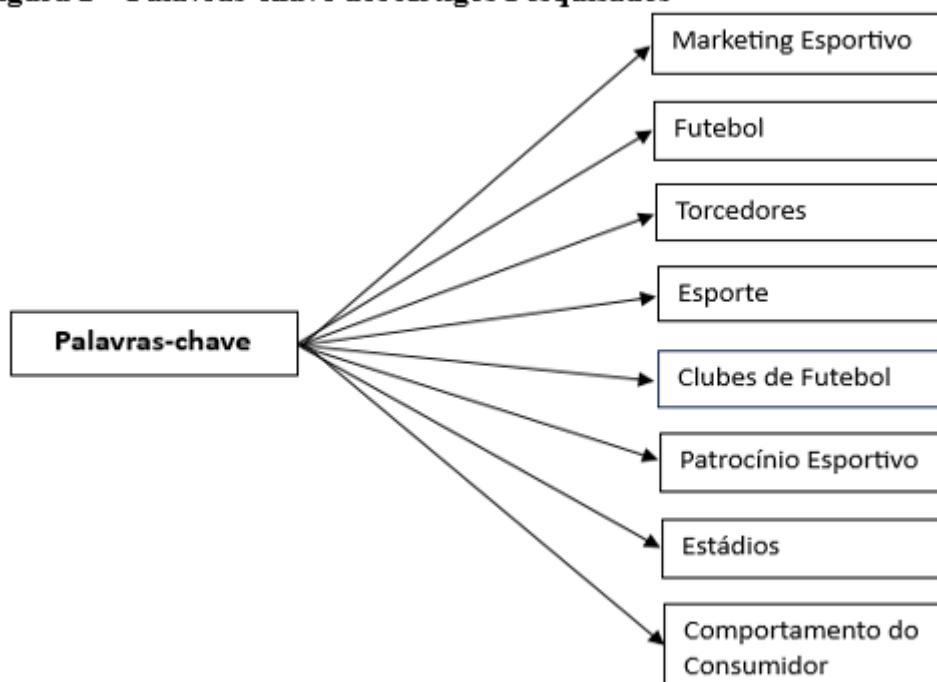 Marketing Esportivo
Futebol
Torcedores
Esporte
Palavras-chave
Clubes de Futebol
Patrocínio Esportivo
Estádios
Comportamento do
Consumidor